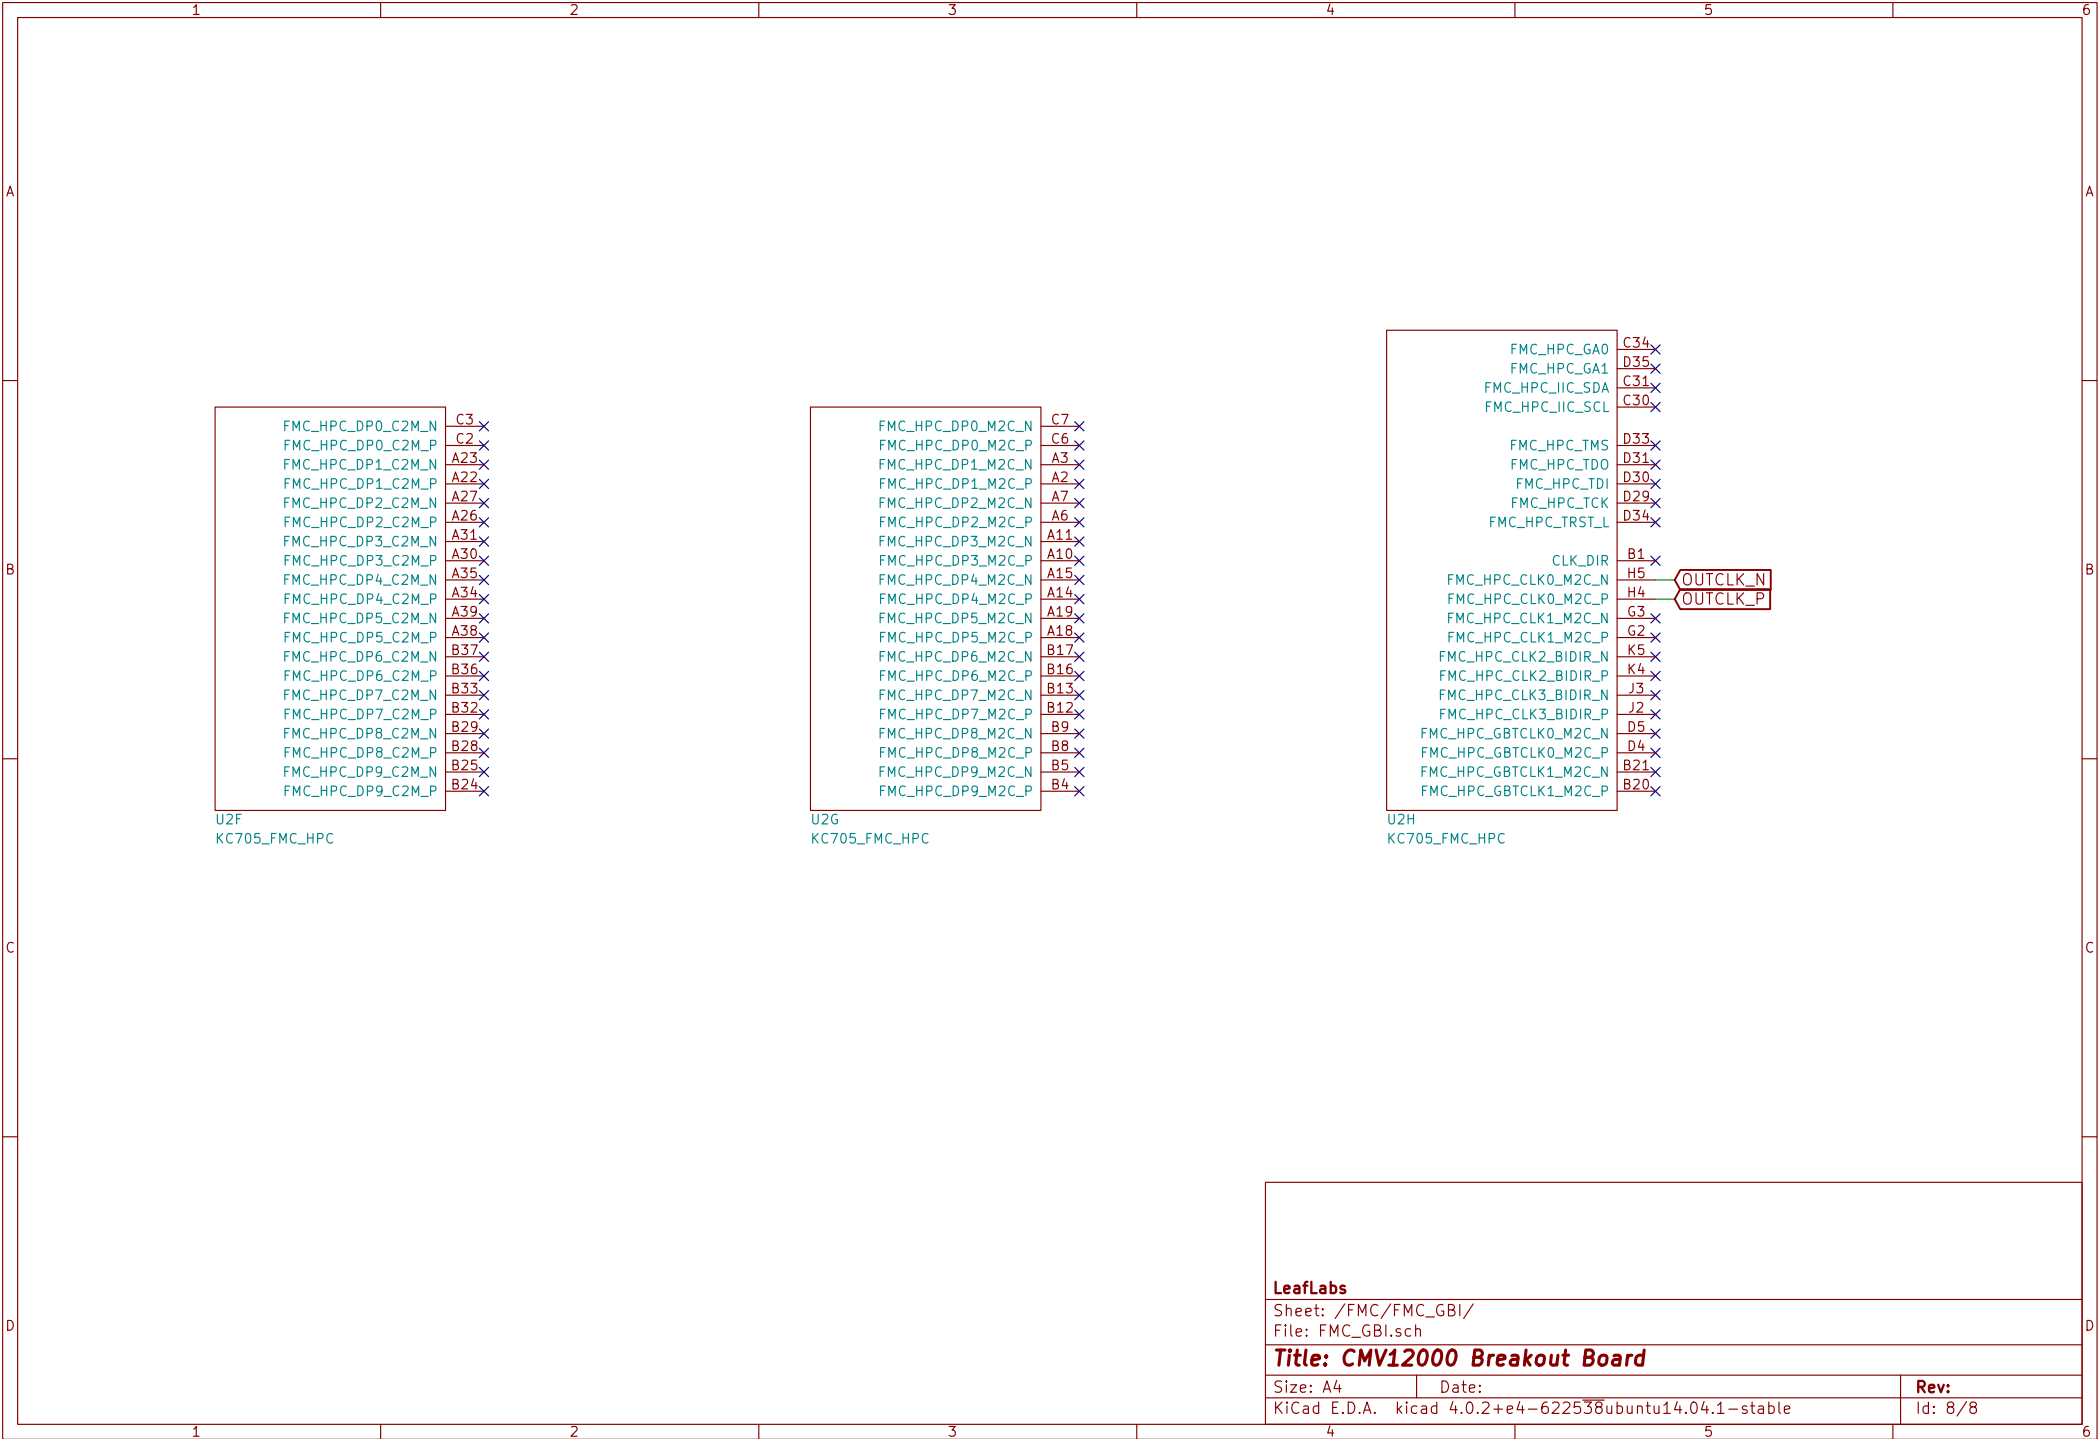 1 2 3 4 5 6
A A
B B
C C
D D
FMC_HPC_DP0_C2M_N C3
FMC_HPC_DP0_C2M_P C2
FMC_HPC_DP1_C2M_N A23
FMC_HPC_DP1_C2M_P A22
FMC_HPC_DP2_C2M_N A27
FMC_HPC_DP2_C2M_P A26
FMC_HPC_DP3_C2M_N A31
FMC_HPC_DP3_C2M_P A30
FMC_HPC_DP4_C2M_N A35
FMC_HPC_DP4_C2M_P A34
FMC_HPC_DP5_C2M_N A39
FMC_HPC_DP5_C2M_P A38
FMC_HPC_DP6_C2M_N B37
FMC_HPC_DP6_C2M_P B36
FMC_HPC_DP7_C2M_N B33
FMC_HPC_DP7_C2M_P B32
FMC_HPC_DP8_C2M_N B29
FMC_HPC_DP8_C2M_P B28
FMC_HPC_DP9_C2M_N B25
FMC_HPC_DP9_C2M_P B24
U2F
KC705_FMC_HPC
FMC_HPC_DP0_M2C_N C7
FMC_HPC_DP0_M2C_P C6
FMC_HPC_DP1_M2C_N A3
FMC_HPC_DP1_M2C_P A2
FMC_HPC_DP2_M2C_N A7
FMC_HPC_DP2_M2C_P A6
FMC_HPC_DP3_M2C_N A11
FMC_HPC_DP3_M2C_P A10
FMC_HPC_DP4_M2C_N A15
FMC_HPC_DP4_M2C_P A14
FMC_HPC_DP5_M2C_N A19
FMC_HPC_DP5_M2C_P A18
FMC_HPC_DP6_M2C_N B17
FMC_HPC_DP6_M2C_P B16
FMC_HPC_DP7_M2C_N B13
FMC_HPC_DP7_M2C_P B12
FMC_HPC_DP8_M2C_N B9
FMC_HPC_DP8_M2C_P B8
FMC_HPC_DP9_M2C_N B5
FMC_HPC_DP9_M2C_P B4
U2G
KC705_FMC_HPC
FMC_HPC_GA0 C34
FMC_HPC_GA1 D35
FMC_HPC_IIC_SDA C31
FMC_HPC_IIC_SCL C30
FMC_HPC_TMS D33
FMC_HPC_TDO D31
FMC_HPC_TDI D30
FMC_HPC_TCK D29
FMC_HPC_TRST_L D34
CLK_DIR B1
FMC_HPC_CLK0_M2C_N H5 OUTCLK_N
FMC_HPC_CLK0_M2C_P H4 OUTCLK_P
FMC_HPC_CLK1_M2C_N G3
FMC_HPC_CLK1_M2C_P G2
FMC_HPC_CLK2_BIDIR_N K5
FMC_HPC_CLK2_BIDIR_P K4
FMC_HPC_CLK3_BIDIR_N J3
FMC_HPC_CLK3_BIDIR_P J2
FMC_HPC_GBTCLK0_M2C_N D5
FMC_HPC_GBTCLK0_M2C_P D4
FMC_HPC_GBTCLK1_M2C_N B21
FMC_HPC_GBTCLK1_M2C_P B20
U2H
KC705_FMC_HPC
LeafLabs
Sheet: /FMC/FMC_GBI/
File: FMC_GBI.sch
Title: CMV12000 Breakout Board
Size: A4 Date: Rev:
KiCad E.D.A. kicad 4.0.2+e4-622538ubuntu14.04.1-stable Id: 8/8
1 2 3 4 5 6